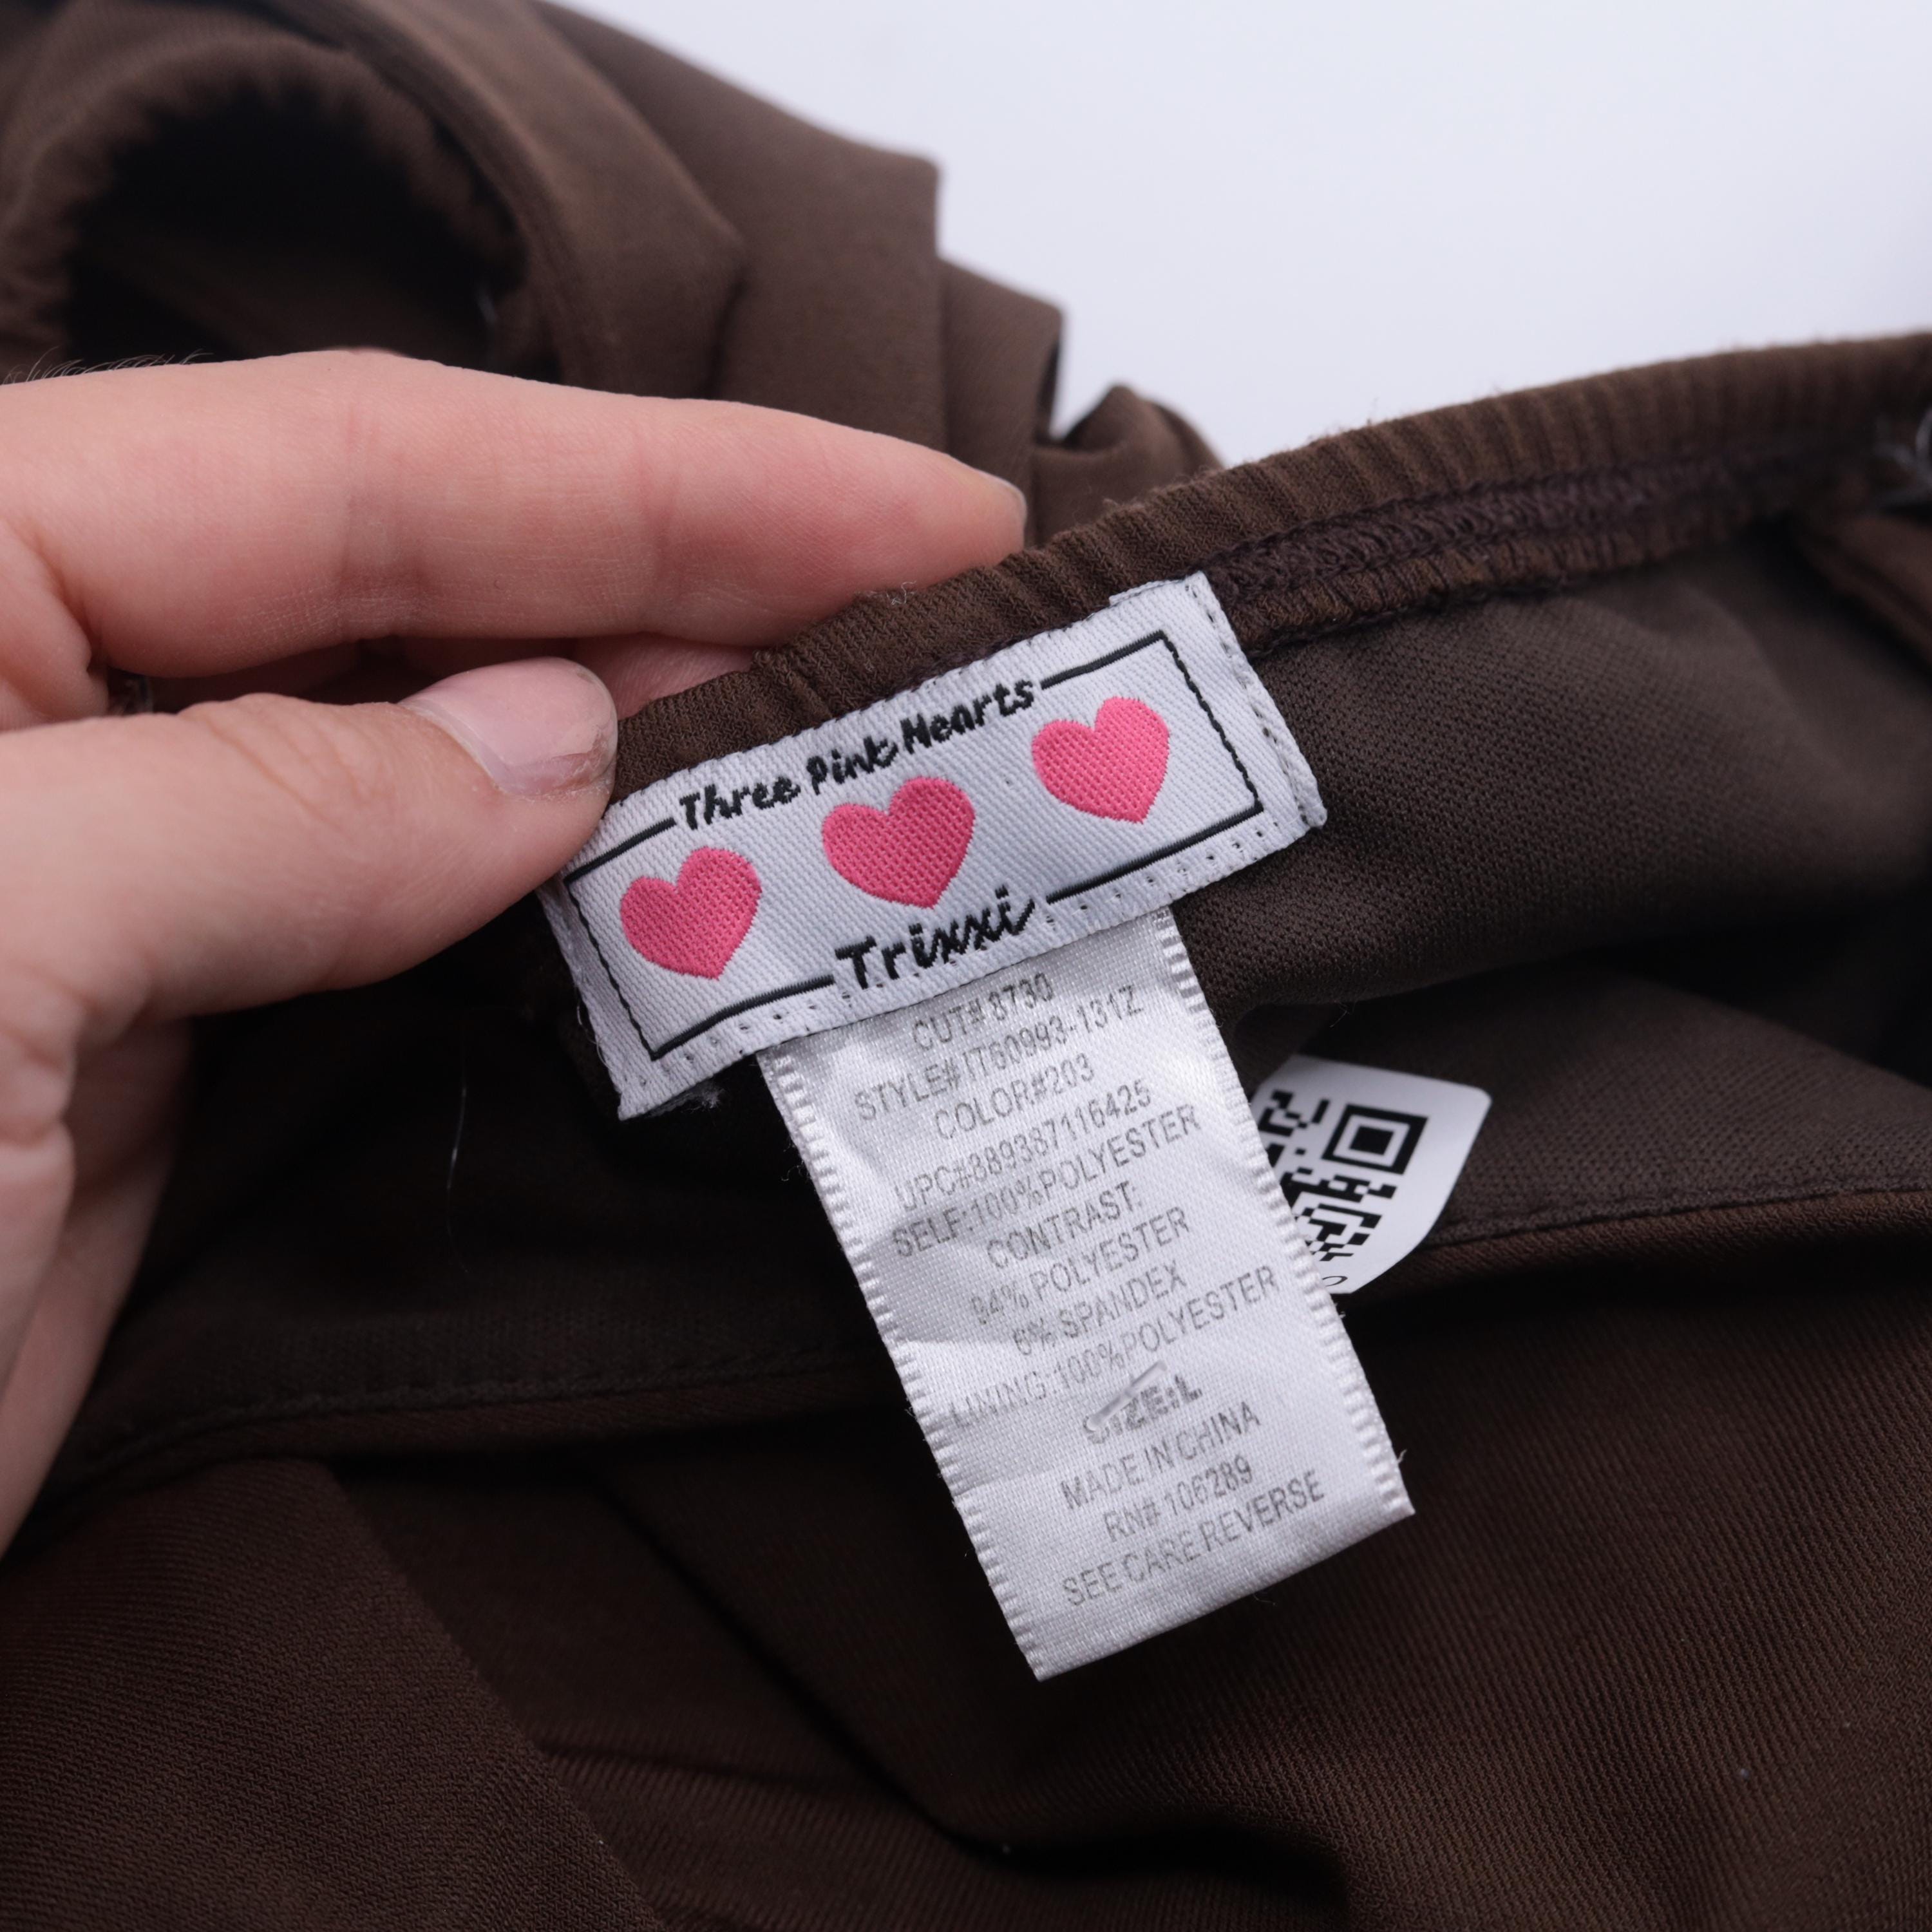 Three Pink Hearts
Trixxi
CUT# 8730
STYLE# IT60993-131Z
COLOR#203
UPC#889387116425
SELF:100%POLYESTER
CONTRAST:
94% POLYESTER
6% SPANDEX
LINING:100%POLYESTER
SIZE:L
MADE IN CHINA
RN# 106289
SEE CARE REVERSE